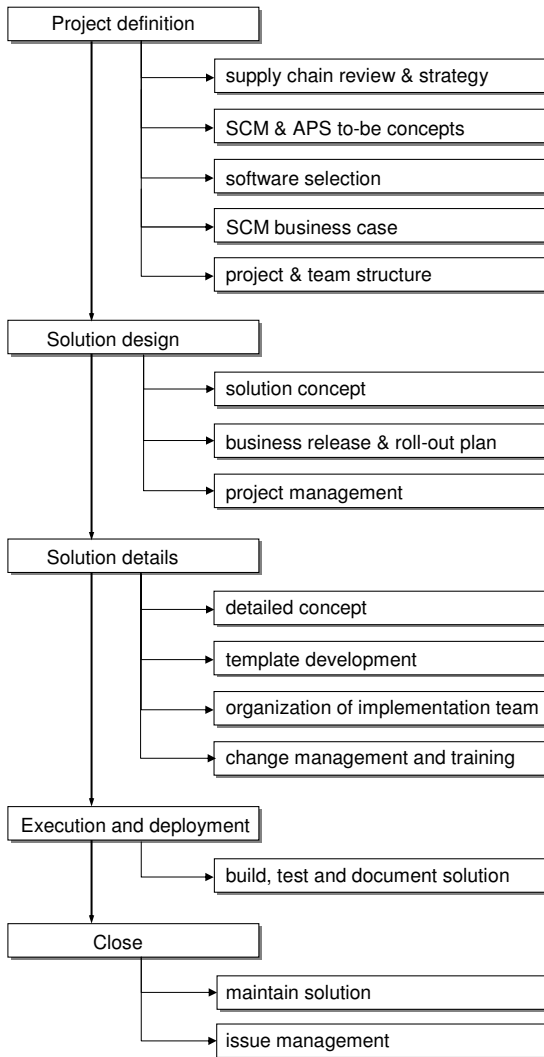 Project definition
supply chain review & strategy
SCM & APS to-be concepts
software selection
SCM business case
project & team structure
Solution design
solution concept
business release & roll-out plan
project management
Solution details
detailed concept
template development
organization of implementation team
change management and training
Execution and deployment
build, test and document solution
Close
maintain solution
issue management